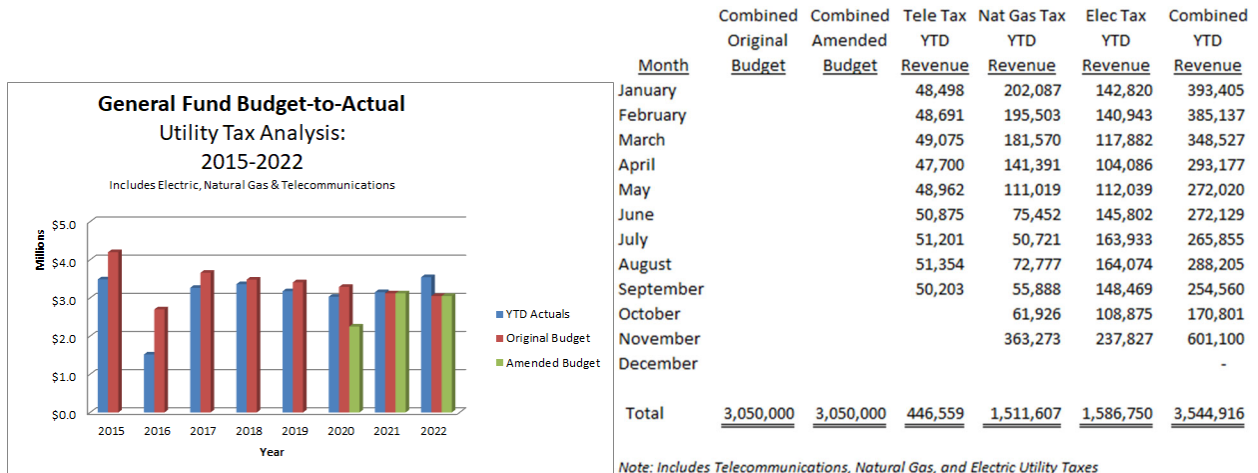 General Fund Budget-to-Actual
Utility Tax Analysis:
2015-2022
Includes Electric, Natural Gas & Telecommunications
Millions
$5.0
$4.0
$3.0
$2.0
$1.0
$0.0
2015 2016 2017 2018 2019 2020 2021 2022
Year
YTD Actuals
Original Budget
Amended Budget
Combined Combined Tele Tax Nat Gas Tax Elec Tax Combined
Original Amended YTD YTD YTD YTD
Month Budget Budget Revenue Revenue Revenue Revenue
January 48,498 202,087 142,820 393,405
February 48,691 195,503 140,943 385,137
March 49,075 181,570 117,882 348,527
April 47,700 141,391 104,086 293,177
May 48,962 111,019 112,039 272,020
June 50,875 75,452 145,802 272,129
July 51,201 50,721 163,933 265,855
August 51,354 72,777 164,074 288,205
September 50,203 55,888 148,469 254,560
October 61,926 108,875 170,801
November 363,273 237,827 601,100
December -
Total 3,050,000 3,050,000 446,559 1,511,607 1,586,750 3,544,916
Note: Includes Telecommunications, Natural Gas, and Electric Utility Taxes